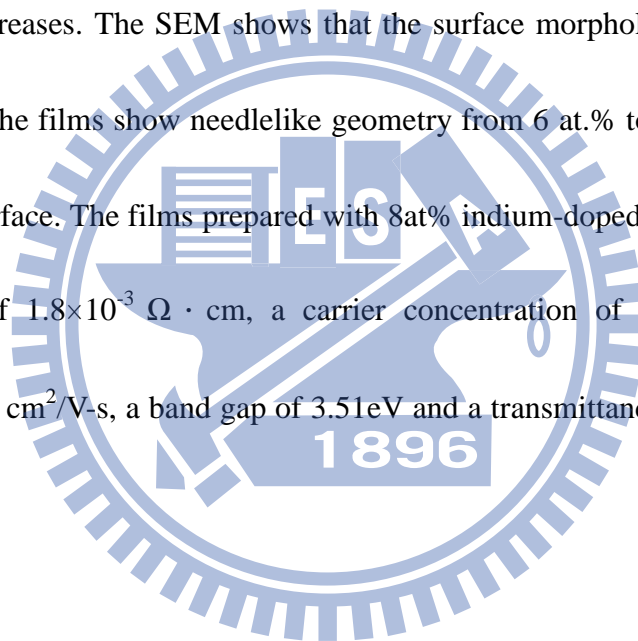 reases. The SEM shows that the surface morphol
he films show needlelike geometry from 6 at.% to
E S A
rface. The films prepared with 8at% indium-doped
f 1.8×10⁻³ Ω · cm, a carrier concentration of
cm²/V-s, a band gap of 3.51eV and a transmittanc
1896